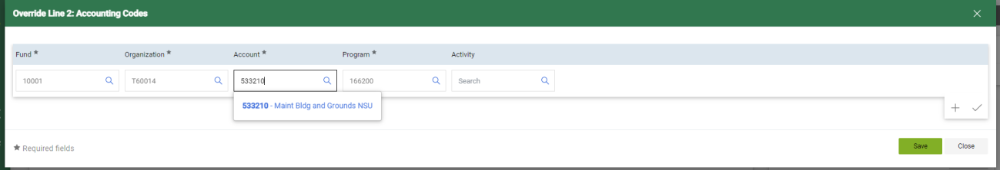 Override Line 2: Accounting Codes
Fund ★ Organization ★ Account ★ Program ★ Activity
10001 T60014 533210 166200 Search
533210 - Maint Bldg and Grounds NSU
★ Required fields
Save Close